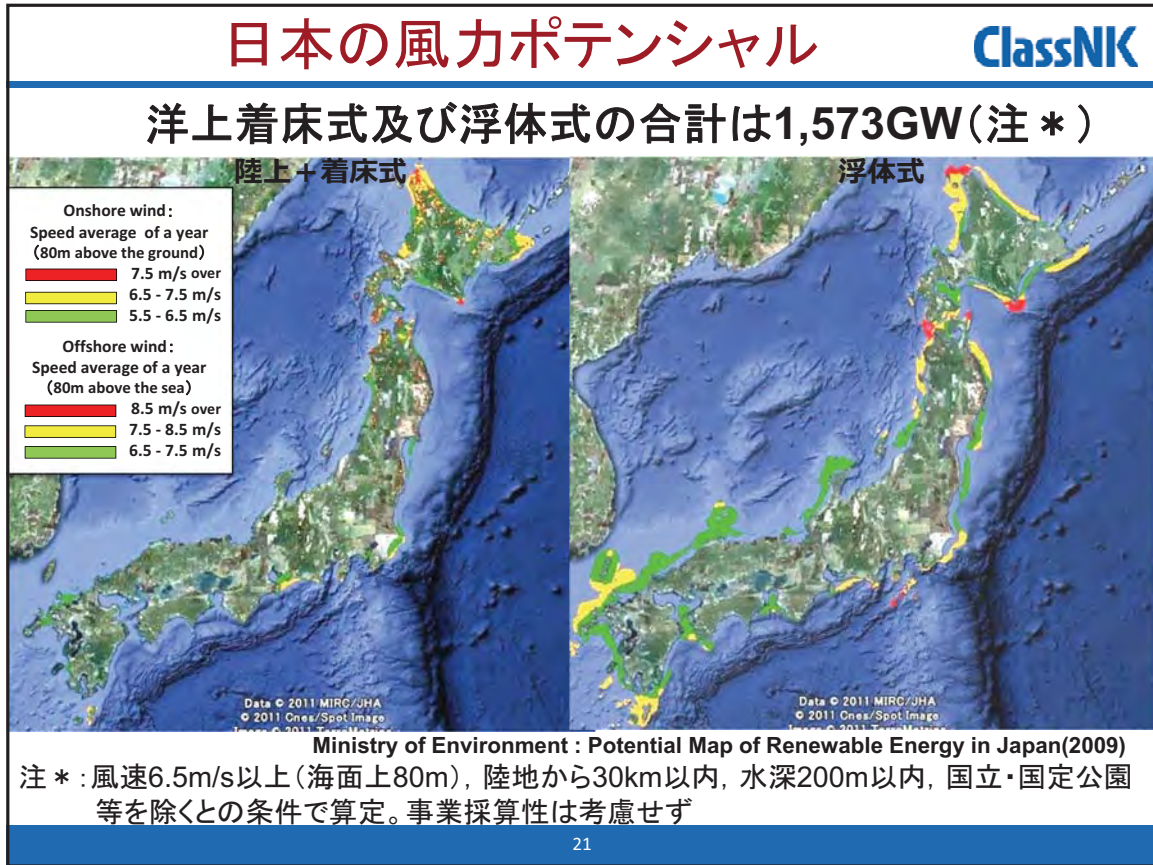 日本の風力ポテンシャル
ClassNK
洋上着床式及び浮体式の合計は1,573GW(注＊)
陸上＋着床式
浮体式
Onshore wind：
Speed average of a year
(80m above the ground)
7.5 m/s over
6.5 - 7.5 m/s
5.5 - 6.5 m/s
Offshore wind：
Speed average of a year
(80m above the sea)
8.5 m/s over
7.5 - 8.5 m/s
6.5 - 7.5 m/s
Data © 2011 MIRC/JHA
© 2011 Cnes/Spot Image
Data © 2011 MIRC/JHA
© 2011 Cnes/Spot Image
Ministry of Environment : Potential Map of Renewable Energy in Japan(2009)
注＊：風速6.5m/s以上(海面上80m)，陸地から30km以内，水深200m以内，国立・国定公園
等を除くとの条件で算定。事業採算性は考慮せず
21